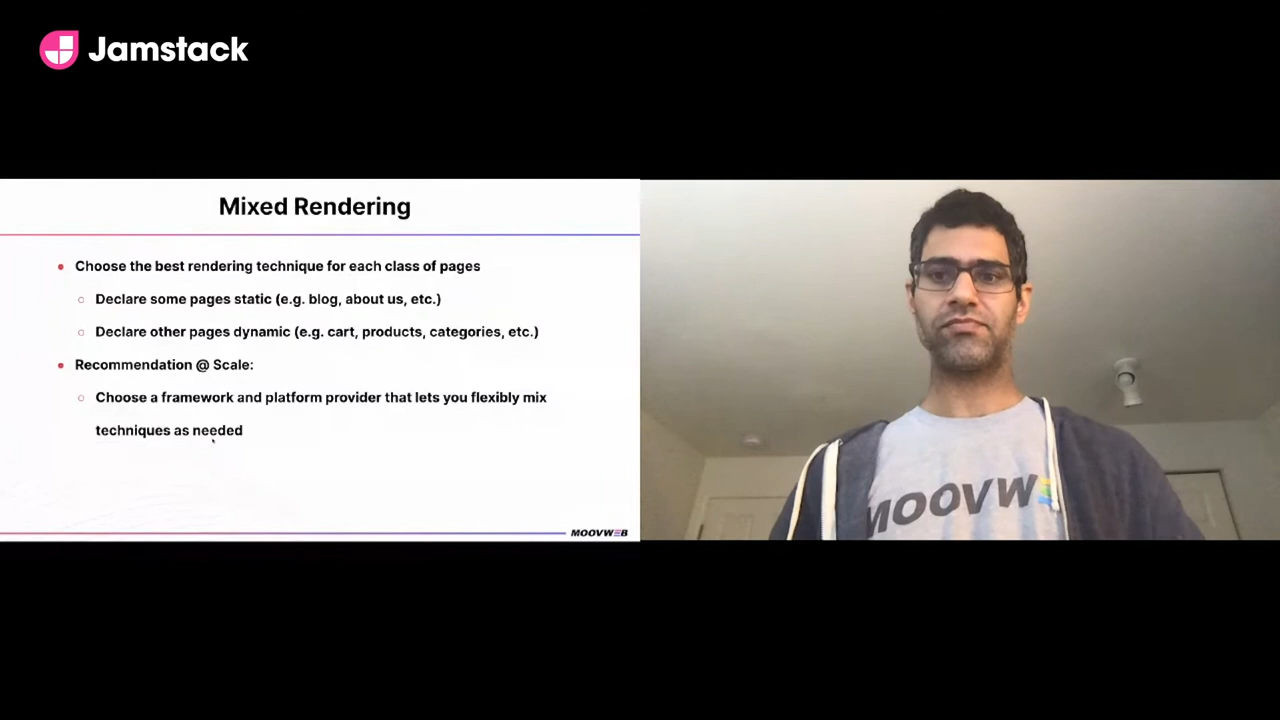 Jamstack
Mixed Rendering
Choose the best rendering technique for each class of pages
Declare some pages static (e.g. blog, about us, etc.)
Declare other pages dynamic (e.g. cart, products, categories, etc.)
Recommendation @ Scale:
Choose a framework and platform provider that lets you flexibly mix
techniques as needed
MOOVWEB
MOOVWE